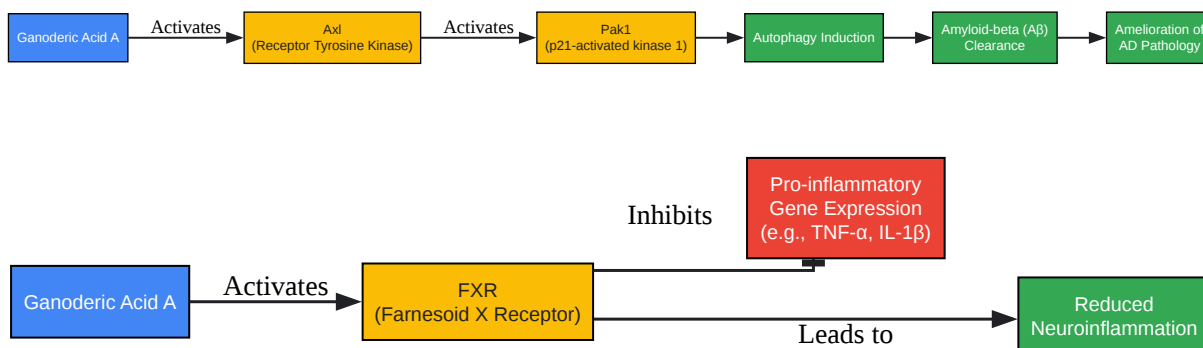 Ganoderic Acid A
Activates
Axl
(Receptor Tyrosine Kinase)
Activates
Pak1
(p21-activated kinase 1)
Autophagy Induction
Amyloid-beta (Aβ)
Clearance
Amelioration of
AD Pathology
Ganoderic Acid A
Activates
FXR
(Farnesoid X Receptor)
Inhibits
Pro-inflammatory
Gene Expression
(e.g., TNF-α, IL-1β)
Leads to
Reduced
Neuroinflammation